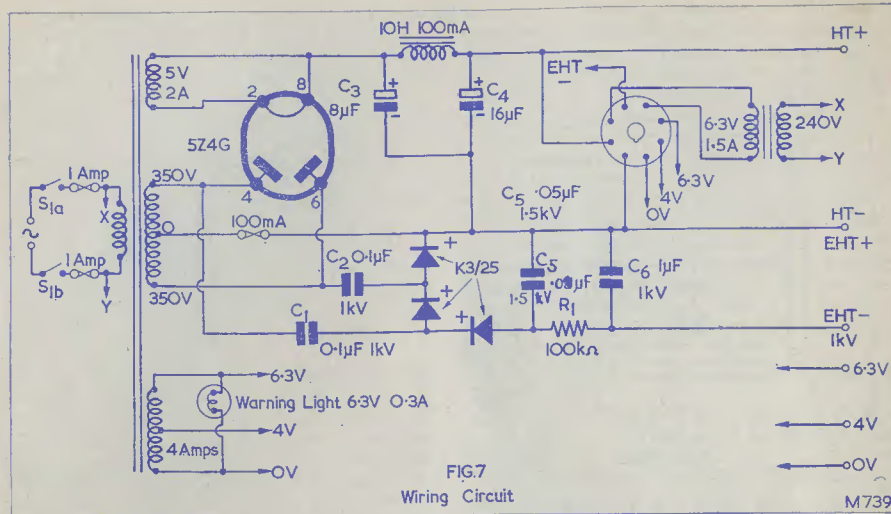 10H 100mA
HT+
5V
2A
2
8
C3
8µF
+
-
+
C4
-
16µF
EHT
-
6·3V
1·5A
X
240V
Y
5Z4G
6·3V
4V
0V
1 Amp
S1a
X
350V
4
6
C5 ·05µF
1·5kV
0
100mA
HT-
EHT+
1 Amp
S1b
Y
350V
C2 0·1µF
1kV
+
K3/25
+
+
C5
·05µF
1·5 kV
C6 1µF
1kV
C1
0·1µF 1kV
R1
100kΩ
EHT-
1kV
6·3V
6·3V
Warning Light 6·3V 0·3A
4V
4V
4Amps
0V
0V
FIG.7
Wiring Circuit
M739